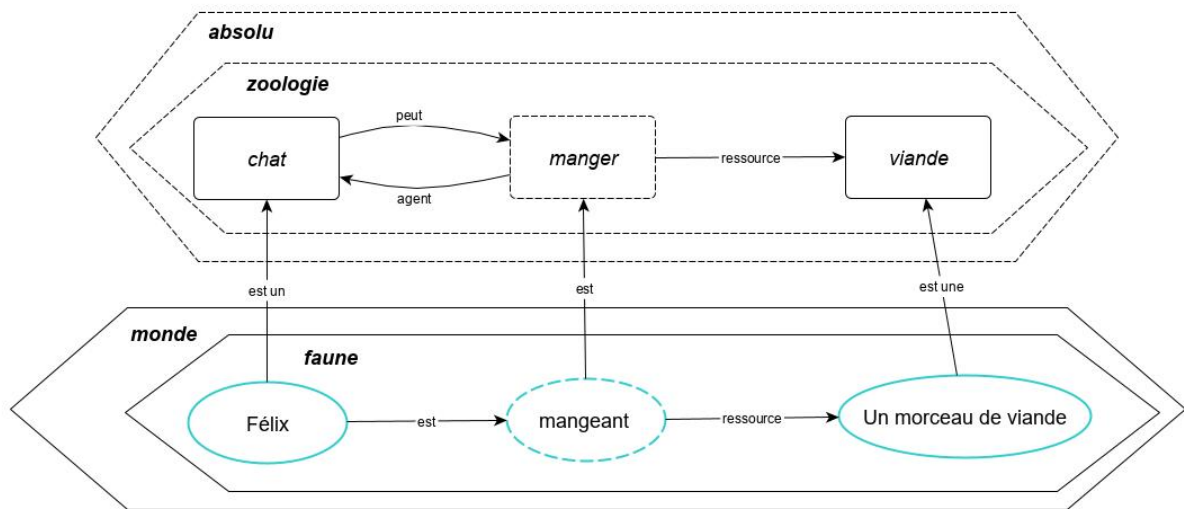 absolu
zoologie
peut
chat
manger
ressource
viande
agent
est un
est
est une
monde
faune
Félix
est
mangeant
ressource
Un morceau de viande